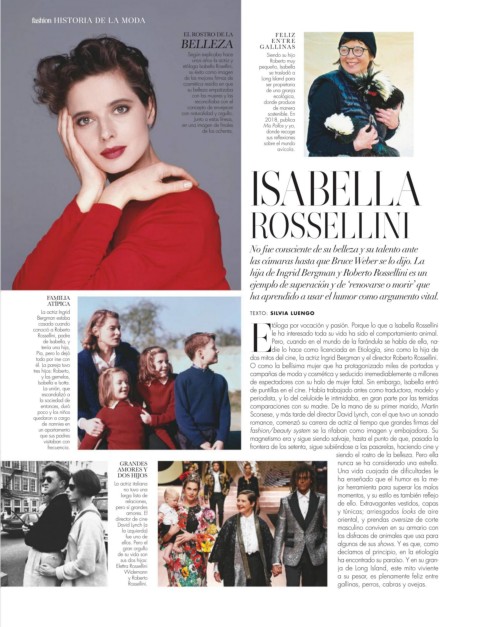 fashion HISTORIA DE LA MODA
EL ROSTRO DE LA
BELLEZA
Según explicaba hace
unos años la actriz y
etóloga Isabella Rossellini,
su éxito como imagen
de las mayores firmas de
cosmética residía en que
su belleza empatizaba
con las mujeres y las
reconciliaba con el
concepto de envejecer
con naturalidad y orgullo.
Junto a estas líneas,
en una imagen de finales
de los ochenta.
FELIZ
ENTRE
GALLINAS
Siendo su hijo
Roberto muy
pequeño, Isabella
se trasladó a
Long Island para
ser propietaria
de una granja
ecológica,
donde produce
de manera
sostenible. En
2018, publica
Mis Pollos y yo,
donde recoge
sus reflexiones
sobre el mundo
avícola.
ISABELLA
ROSSELLINI
No fue consciente de su belleza y su talento ante
las cámaras hasta que Bruce Weber se lo dijo. La
hija de Ingrid Bergman y Roberto Rossellini es un
ejemplo de superación y de 'renovarse o morir' que
ha aprendido a usar el humor como argumento vital.
TEXTO: SILVIA LUENGO
FAMILIA
ATÍPICA
La actriz Ingrid
Bergman estaba
casada cuando
conoció a Roberto
Rossellini, padre
de Isabella, y
tenía una hija,
Pia, pero lo dejó
todo por irse con
él. La pareja tuvo
tres hijos: Roberto,
y las gemelas,
Isabella e Isotta.
La unión, que
escandalizó a
la sociedad de
entonces, duró
poco y los niños
quedaron a cargo
de nannies en
un apartamento
que sus padres
visitaban con
frecuencia.
Etóloga por vocación y pasión. Porque lo que a Isabella Rossellini
le ha interesado toda su vida ha sido el comportamiento animal.
Pero, cuando en el mundo de la farándula se habla de ella, na-
die lo hace como licenciada en Etiología, sino como la hija de
dos mitos del cine, la actriz Ingrid Bergman y el director Roberto Rossellini.
O como la bellísima mujer que ha protagonizado miles de portadas y
campañas de moda y cosmética y seducido irremediablemente a millones
de espectadores con su halo de mujer fatal. Sin embargo, Isabella entró
de puntillas en el cine. Había trabajado antes como traductora, modelo y
periodista, y lo del celuloide le intimidaba, en gran parte por las temidas
comparaciones con su madre. De la mano de su primer marido, Martin
Scorsese, y más tarde del director David Lynch, con el que tuvo un sonado
romance, comenzó su carrera de actriz al tiempo que grandes firmas del
fashion/beauty system se la rifaban como imagen y embajadora. Su
magnetismo era y sigue siendo salvaje, hasta el punto de que, pasada la
frontera de los setenta, sigue subiéndose a las pasarelas, haciendo cine y
siendo el rostro de la belleza. Pero ella
nunca se ha considerado una estrella.
Una vida cuajada de dificultades le
ha enseñado que el humor es la me-
jor herramienta para superar los malos
momentos, y su estilo es también reflejo
de ello. Extravagantes vestidos, capas
y túnicas; arriesgados looks de aire
oriental, y prendas oversize de corte
masculino conviven en su armario con
los disfraces de animales que usa para
algunos de sus shows. Y es que, como
decíamos al principio, en la etiología
ha encontrado su paraíso. Y en su gran-
ja de Long Island, este mito viviente
a su pesar, es plenamente feliz entre
gallinas, perros, cabras y ovejas.
GRANDES
AMORES Y
DOS HIJOS
La actriz italiana
no tuvo una
larga lista de
relaciones,
pero sí grandes
amores. El
director de cine
David Lynch (a
la izquierda)
fue uno de
ellos. Pero el
gran orgullo
de su vida son
sus dos hijos:
Elettra Rossellini
Wiedemann
y Roberto
Rossellini.